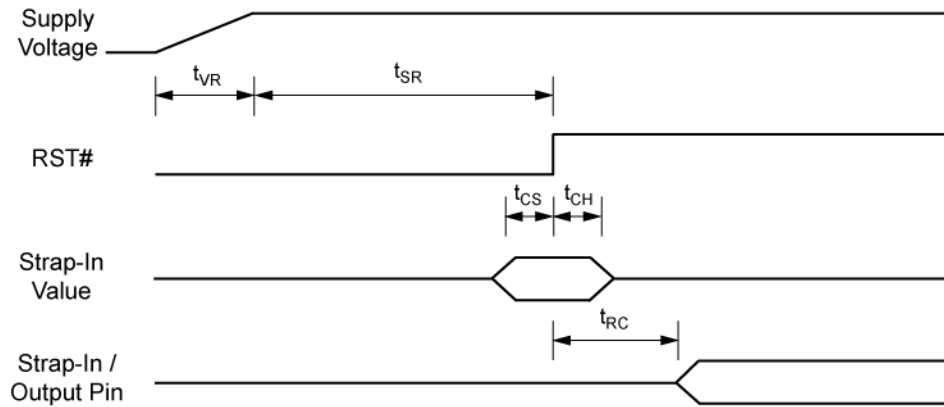 Supply
Voltage
tVR
tSR
RST#
tCS
tCH
Strap-In
Value
tRC
Strap-In /
Output Pin